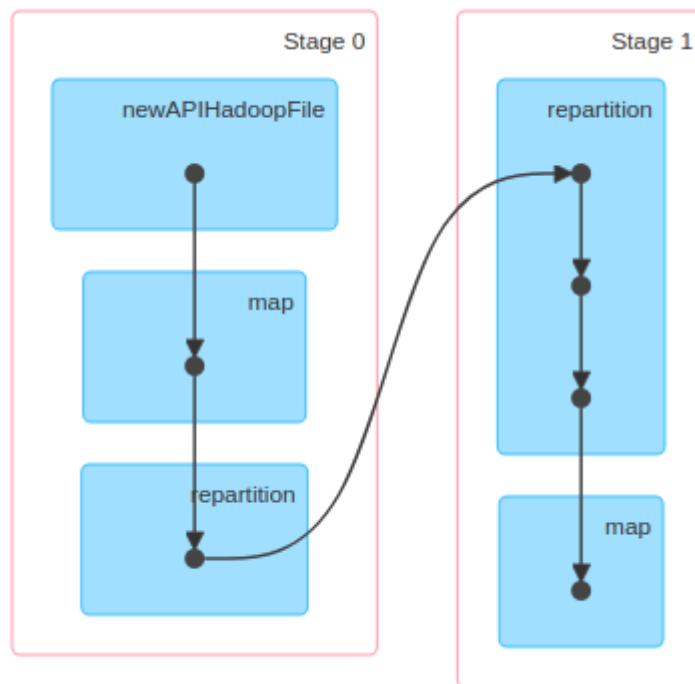 Stage 0
newAPIHadoopFile
map
repartition
Stage 1
repartition
map